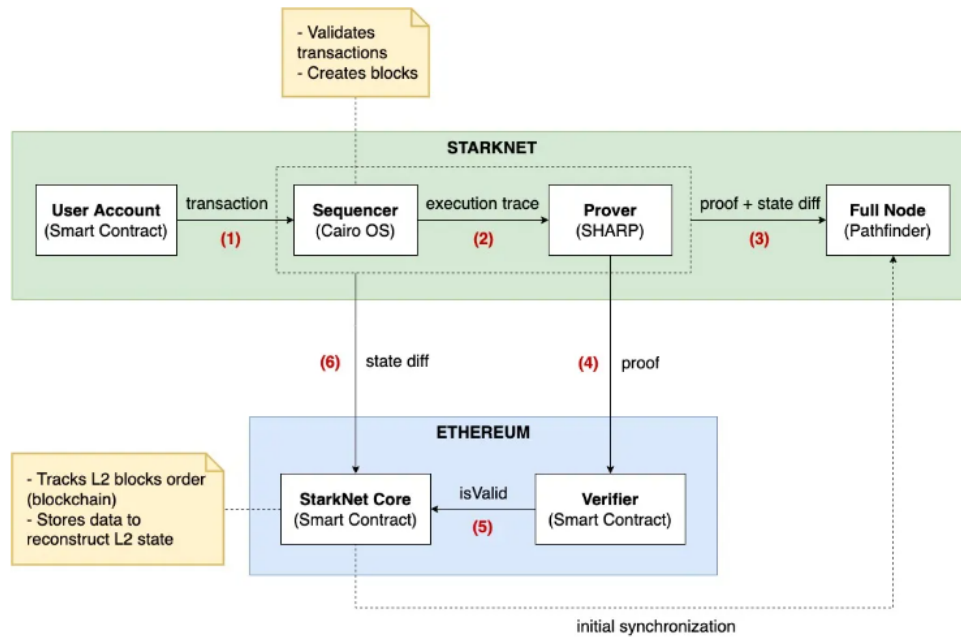 - Validates
transactions
- Creates blocks
STARKNET
User Account
(Smart Contract)
transaction
(1)
Sequencer
(Cairo OS)
execution trace
(2)
Prover
(SHARP)
proof + state diff
(3)
Full Node
(Pathfinder)
(6)
state diff
(4)
proof
ETHEREUM
- Tracks L2 blocks order
(blockchain)
- Stores data to
reconstruct L2 state
StarkNet Core
(Smart Contract)
isValid
(5)
Verifier
(Smart Contract)
initial synchronization